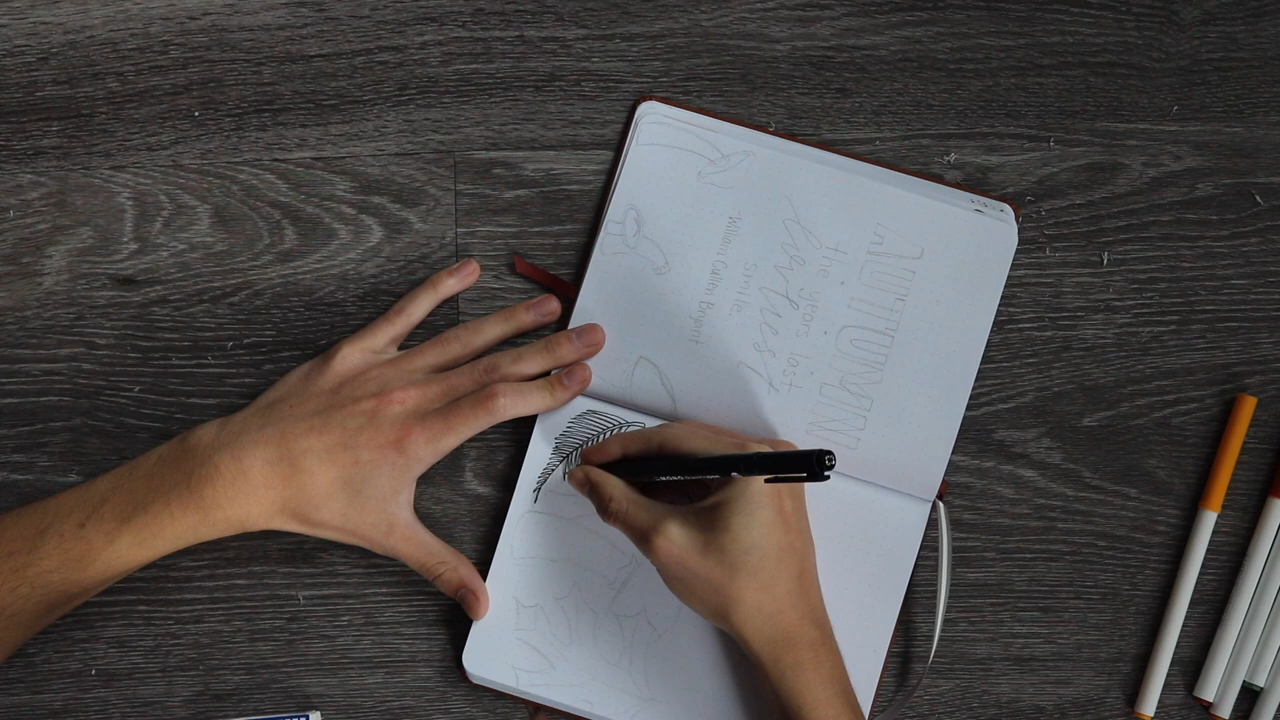 AUTUMN
the years last
loveliest
smile.
William Cullen Bryant